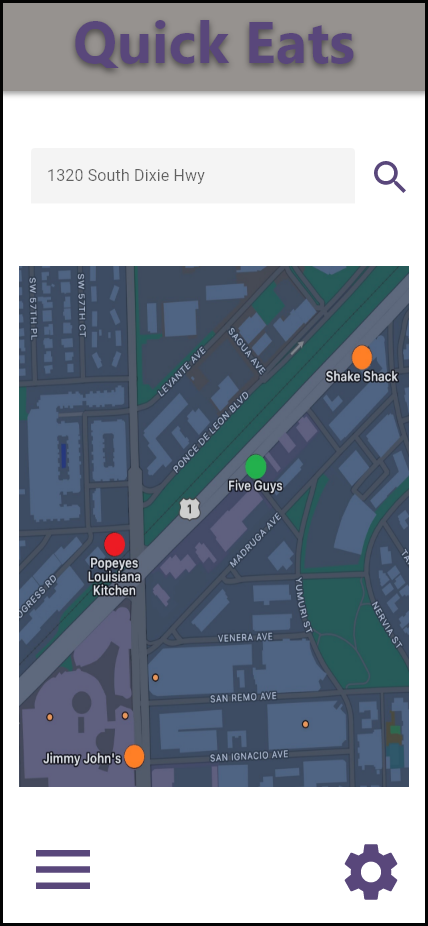 Quick Eats
1320 South Dixie Hwy
SW 57TH PL
SW 57TH CT
LEVANTE AVE
SAGUA AVE
PONCE DE LEON BLVD
Shake Shack
Five Guys
1
MADRUGA AVE
Popeyes
Louisiana
Kitchen
OGRESS RD
YUMURI ST
NERVIA ST
TA
VENERA AVE
SAN REMO AVE
Jimmy John's
SAN IGNACIO AVE